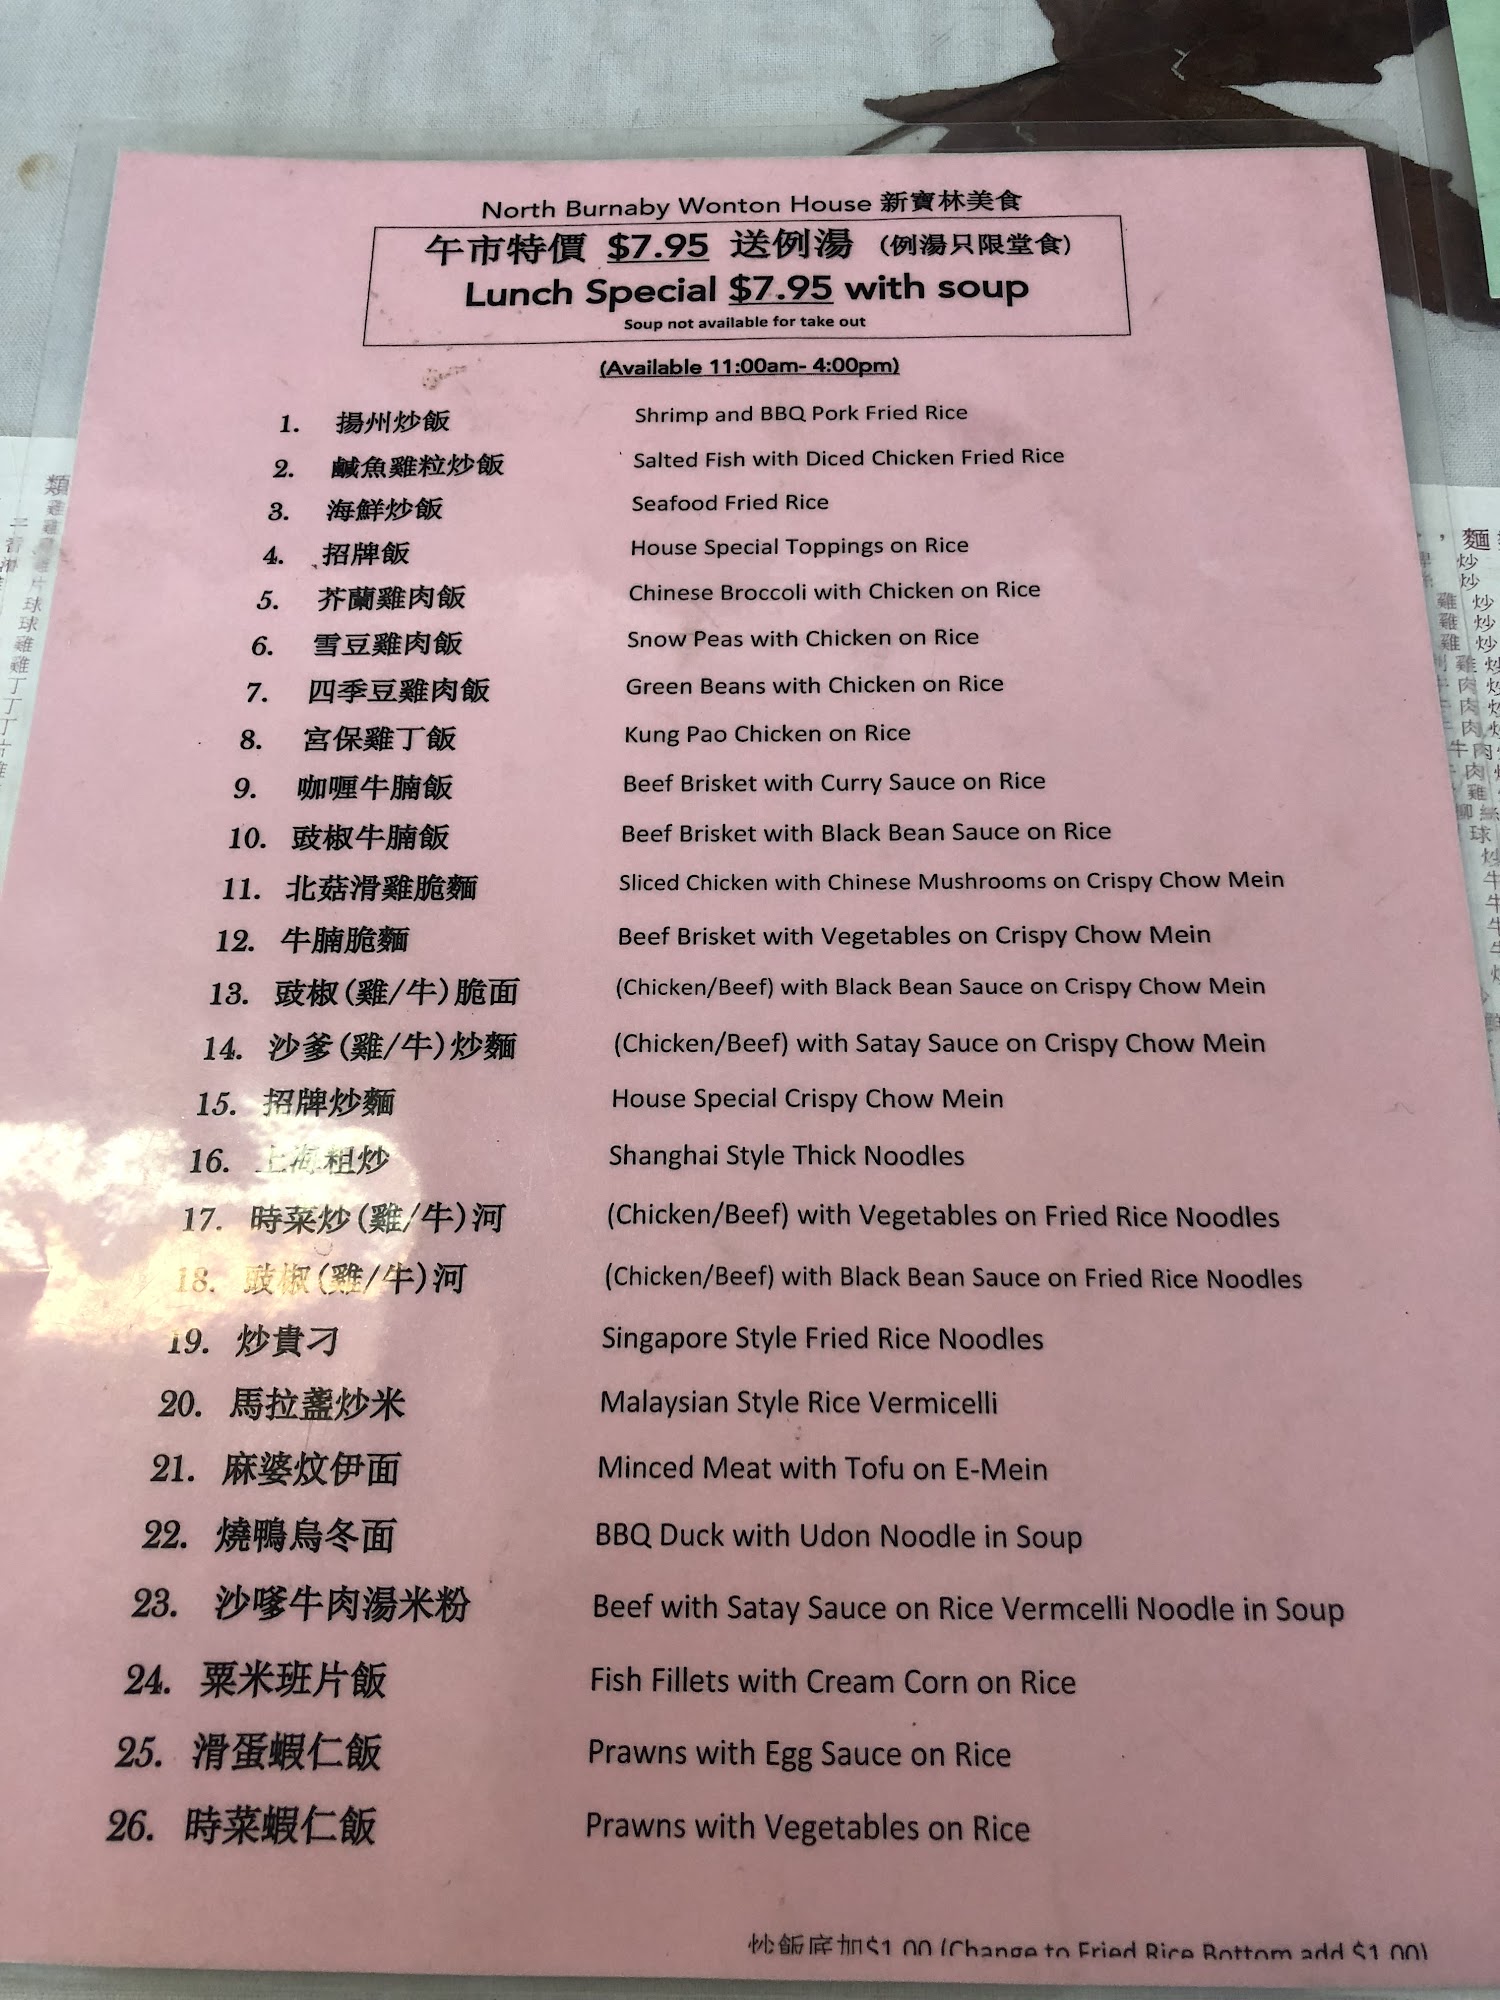 North Burnaby Wonton House 新寶林美食
午市特價 $7.95 送例湯 (例湯只限堂食)
Lunch Special $7.95 with soup
Soup not available for take out
(Available 11:00am- 4:00pm)
1. 揚州炒飯 Shrimp and BBQ Pork Fried Rice
2. 鹹魚雞粒炒飯 Salted Fish with Diced Chicken Fried Rice
3. 海鮮炒飯 Seafood Fried Rice
4. 招牌飯 House Special Toppings on Rice
5. 芥蘭雞肉飯 Chinese Broccoli with Chicken on Rice
6. 雪豆雞肉飯 Snow Peas with Chicken on Rice
7. 四季豆雞肉飯 Green Beans with Chicken on Rice
8. 宮保雞丁飯 Kung Pao Chicken on Rice
9. 咖喱牛腩飯 Beef Brisket with Curry Sauce on Rice
10. 豉椒牛腩飯 Beef Brisket with Black Bean Sauce on Rice
11. 北菇滑雞脆麵 Sliced Chicken with Chinese Mushrooms on Crispy Chow Mein
12. 牛腩脆麵 Beef Brisket with Vegetables on Crispy Chow Mein
13. 豉椒(雞/牛)脆面 (Chicken/Beef) with Black Bean Sauce on Crispy Chow Mein
14. 沙爹(雞/牛)炒麵 (Chicken/Beef) with Satay Sauce on Crispy Chow Mein
15. 招牌炒麵 House Special Crispy Chow Mein
16. 上海粗炒 Shanghai Style Thick Noodles
17. 時菜炒(雞/牛)河 (Chicken/Beef) with Vegetables on Fried Rice Noodles
18. 豉椒(雞/牛)河 (Chicken/Beef) with Black Bean Sauce on Fried Rice Noodles
19. 炒貴刁 Singapore Style Fried Rice Noodles
20. 馬拉盞炒米 Malaysian Style Rice Vermicelli
21. 麻婆炆伊面 Minced Meat with Tofu on E-Mein
22. 燒鴨烏冬面 BBQ Duck with Udon Noodle in Soup
23. 沙嗲牛肉湯米粉 Beef with Satay Sauce on Rice Vermcelli Noodle in Soup
24. 粟米班片飯 Fish Fillets with Cream Corn on Rice
25. 滑蛋蝦仁飯 Prawns with Egg Sauce on Rice
26. 時菜蝦仁飯 Prawns with Vegetables on Rice
炒飯底加$1.00 (Change to Fried Rice Bottom add $1.00)